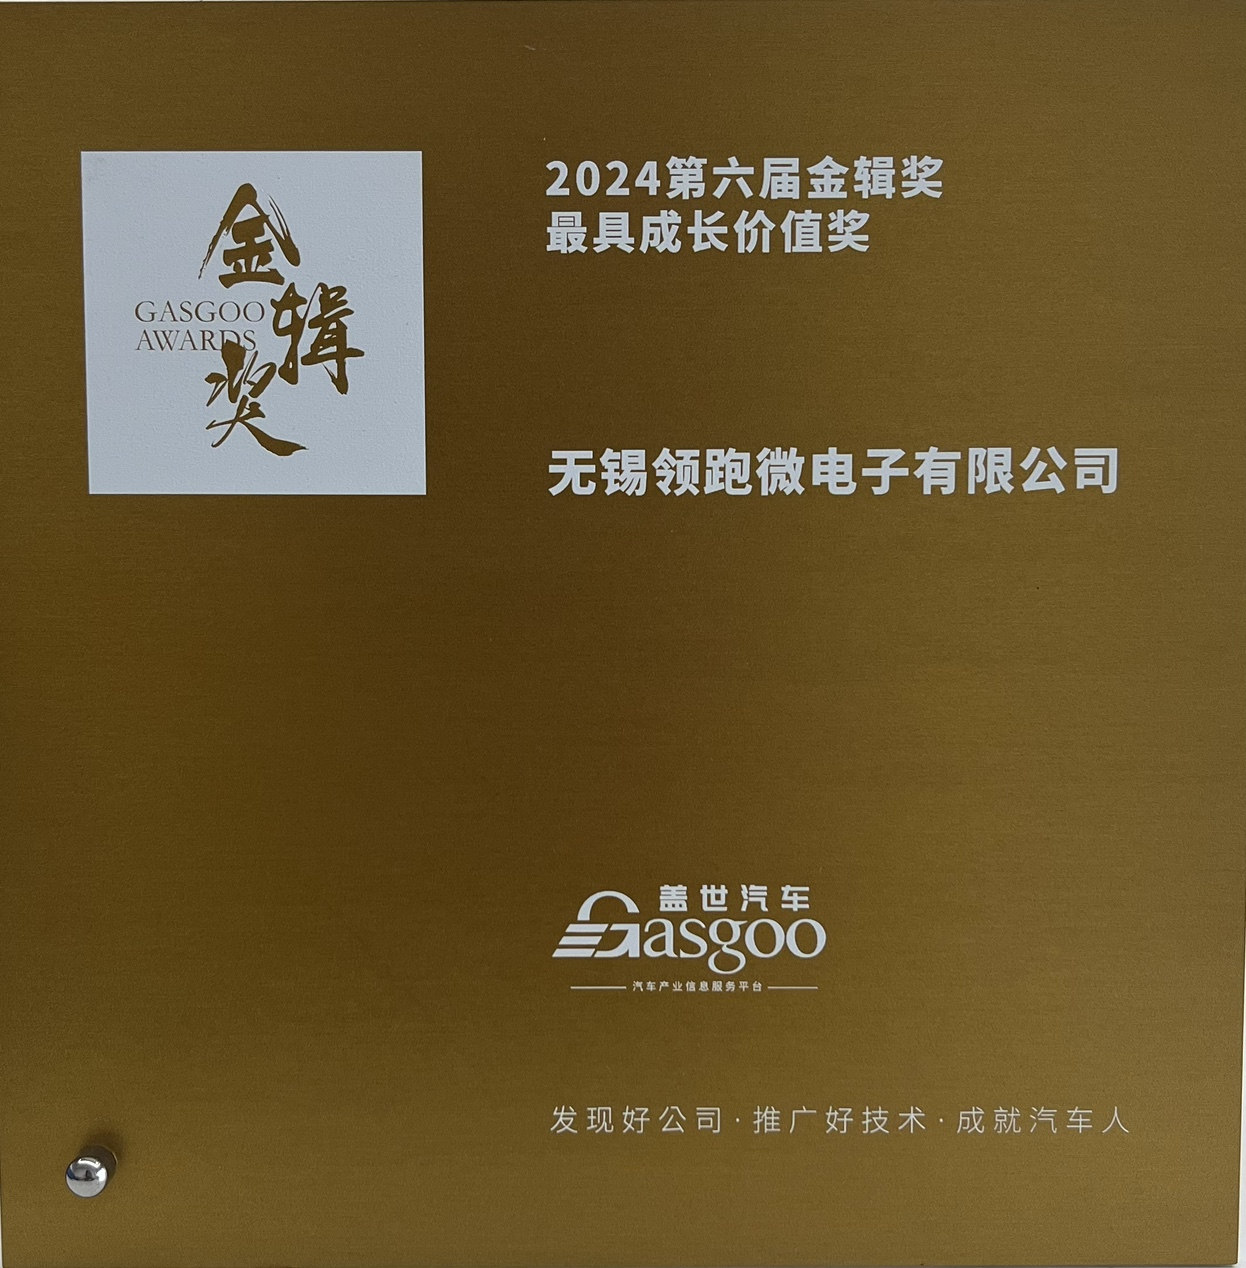 金辑奖
GASGOO
AWARDS
2024第六届金辑奖
最具成长价值奖
无锡领跑微电子有限公司
盖世汽车
Gasgoo
汽车产业信息服务平台
发现好公司·推广好技术·成就汽车人